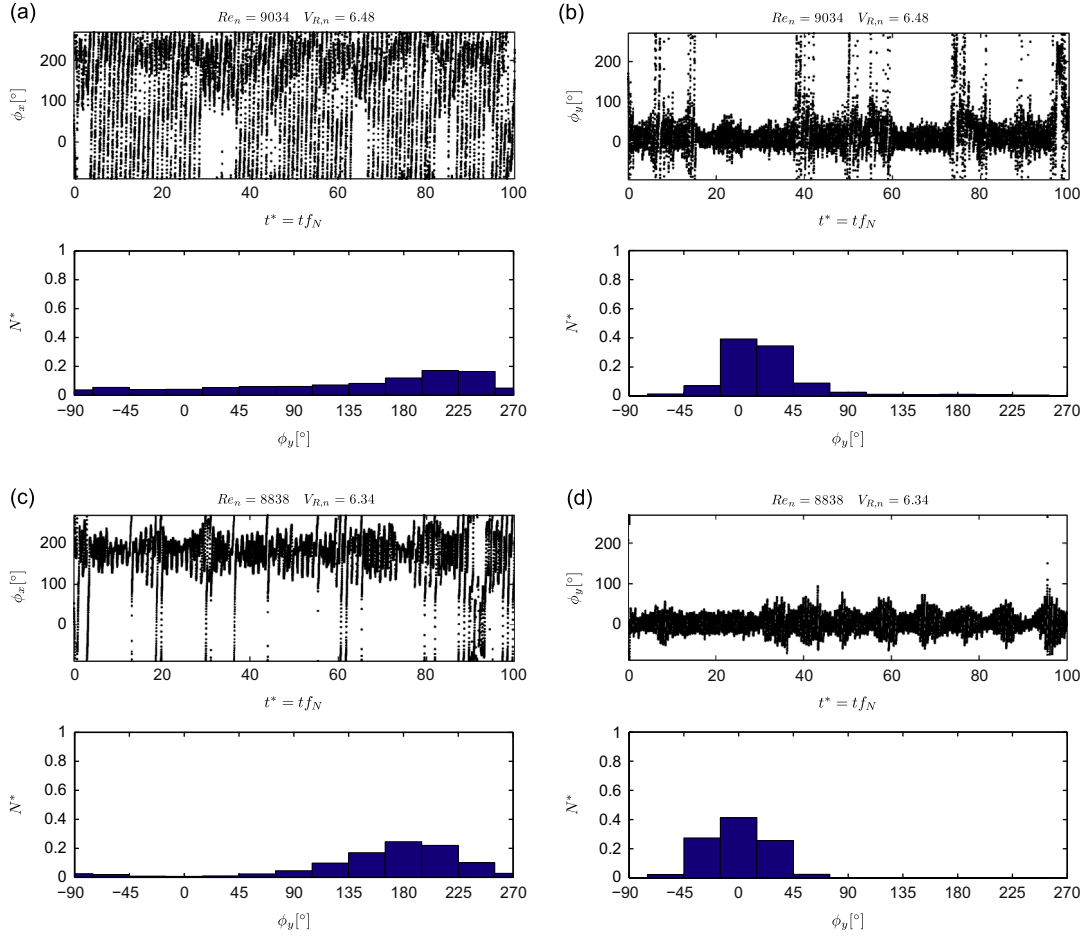 (a)
Re_n = 9034 V_{R,n} = 6.48
ϕ_x[°]
200
100
0
0 20 40 60 80 100
t* = tf_N
N*
1
0.8
0.6
0.4
0.2
0
−90 −45 0 45 90 135 180 225 270
ϕ_y[°]
(b)
Re_n = 9034 V_{R,n} = 6.48
ϕ_y[°]
200
100
0
0 20 40 60 80 100
t* = tf_N
N*
1
0.8
0.6
0.4
0.2
0
−90 −45 0 45 90 135 180 225 270
ϕ_y[°]
(c)
Re_n = 8838 V_{R,n} = 6.34
ϕ_x[°]
200
100
0
0 20 40 60 80 100
t* = tf_N
N*
1
0.8
0.6
0.4
0.2
0
−90 −45 0 45 90 135 180 225 270
ϕ_y[°]
(d)
Re_n = 8838 V_{R,n} = 6.34
ϕ_y[°]
200
100
0
0 20 40 60 80 100
t* = tf_N
N*
1
0.8
0.6
0.4
0.2
0
−90 −45 0 45 90 135 180 225 270
ϕ_y[°]